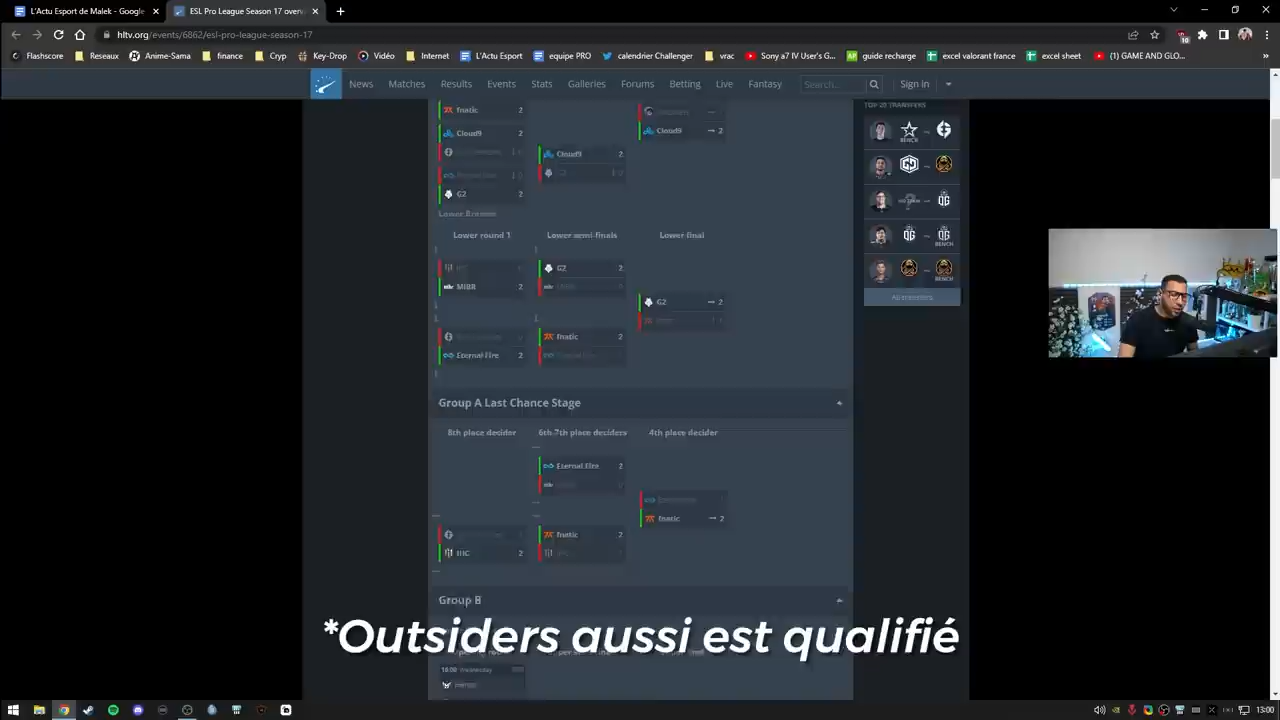 L'Actu Esport de Malek - Google
ESL Pro League Season 17 overv
hltv.org/events/6862/esl-pro-league-season-17
Flashscore
Reseaux
Anime-Sama
finance
Cryp
Key-Drop
Vidéo
Internet
L'Actu Esport
equipe PRO
calendrier Challenger
vrac
Sony a7 IV User's G...
guide recharge
excel valorant france
excel sheet
(1) GAME AND GLO...
News
Matches
Results
Events
Stats
Galleries
Forums
Betting
Live
Fantasy
Search...
Sign in
TOP 20 TRANSFERS
fnatic 2
Cloud9 → 2
Cloud9 2
Cloud9 2
G2 2
BENCH
Lower round 1
Lower semi-finals
Lower final
BENCH
G2 2
MIBR 2
BENCH
G2 → 2
fnatic 2
Eternal Fire 2
Group A Last Chance Stage
8th place decider
6th-7th place deciders
4th place decider
Eternal Fire 2
fnatic → 2
fnatic 2
IHC 2
Group B
*Outsiders aussi est qualifié
13:00